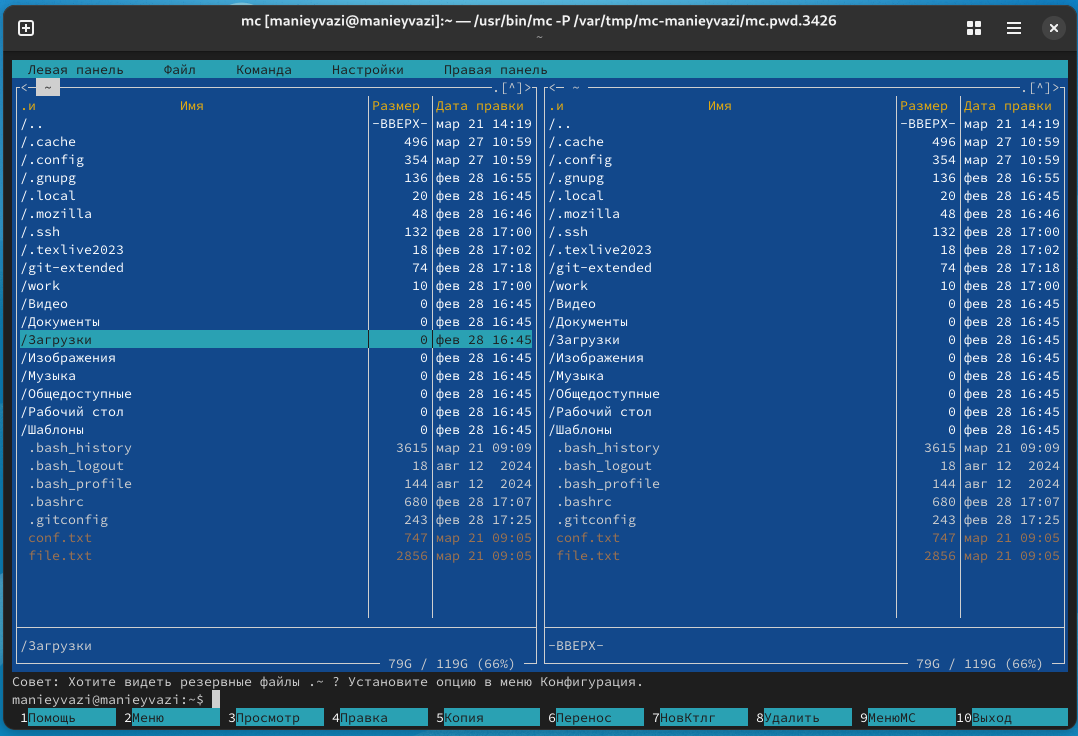 mc [manieyvazi@manieyvazi]:~ — /usr/bin/mc -P /var/tmp/mc-manieyvazi/mc.pwd.3426
~
Левая панель Файл Команда Настройки Правая панель
<─ ~ .[^]> <─ ~ .[^]>
.и Имя Размер Дата правки .и Имя Размер Дата правки
/.. -ВВЕРХ- мар 21 14:19 /.. -ВВЕРХ- мар 21 14:19
/.cache 496 мар 27 10:59 /.cache 496 мар 27 10:59
/.config 354 мар 27 10:59 /.config 354 мар 27 10:59
/.gnupg 136 фев 28 16:55 /.gnupg 136 фев 28 16:55
/.local 20 фев 28 16:45 /.local 20 фев 28 16:45
/.mozilla 48 фев 28 16:46 /.mozilla 48 фев 28 16:46
/.ssh 132 фев 28 17:00 /.ssh 132 фев 28 17:00
/.texlive2023 18 фев 28 17:02 /.texlive2023 18 фев 28 17:02
/git-extended 74 фев 28 17:18 /git-extended 74 фев 28 17:18
/work 10 фев 28 17:00 /work 10 фев 28 17:00
/Видео 0 фев 28 16:45 /Видео 0 фев 28 16:45
/Документы 0 фев 28 16:45 /Документы 0 фев 28 16:45
/Загрузки 0 фев 28 16:45 /Загрузки 0 фев 28 16:45
/Изображения 0 фев 28 16:45 /Изображения 0 фев 28 16:45
/Музыка 0 фев 28 16:45 /Музыка 0 фев 28 16:45
/Общедоступные 0 фев 28 16:45 /Общедоступные 0 фев 28 16:45
/Рабочий стол 0 фев 28 16:45 /Рабочий стол 0 фев 28 16:45
/Шаблоны 0 фев 28 16:45 /Шаблоны 0 фев 28 16:45
.bash_history 3615 мар 21 09:09 .bash_history 3615 мар 21 09:09
.bash_logout 18 авг 12 2024 .bash_logout 18 авг 12 2024
.bash_profile 144 авг 12 2024 .bash_profile 144 авг 12 2024
.bashrc 680 фев 28 17:07 .bashrc 680 фев 28 17:07
.gitconfig 243 фев 28 17:25 .gitconfig 243 фев 28 17:25
conf.txt 747 мар 21 09:05 conf.txt 747 мар 21 09:05
file.txt 2856 мар 21 09:05 file.txt 2856 мар 21 09:05
/Загрузки -ВВЕРХ-
79G / 119G (66%) 79G / 119G (66%)
Совет: Хотите видеть резервные файлы .~ ? Установите опцию в меню Конфигурация.
manieyvazi@manieyvazi:~$
1Помощь 2Меню 3Просмотр 4Правка 5Копия 6Перенос 7НовКтлг 8Удалить 9МенюМС 10Выход